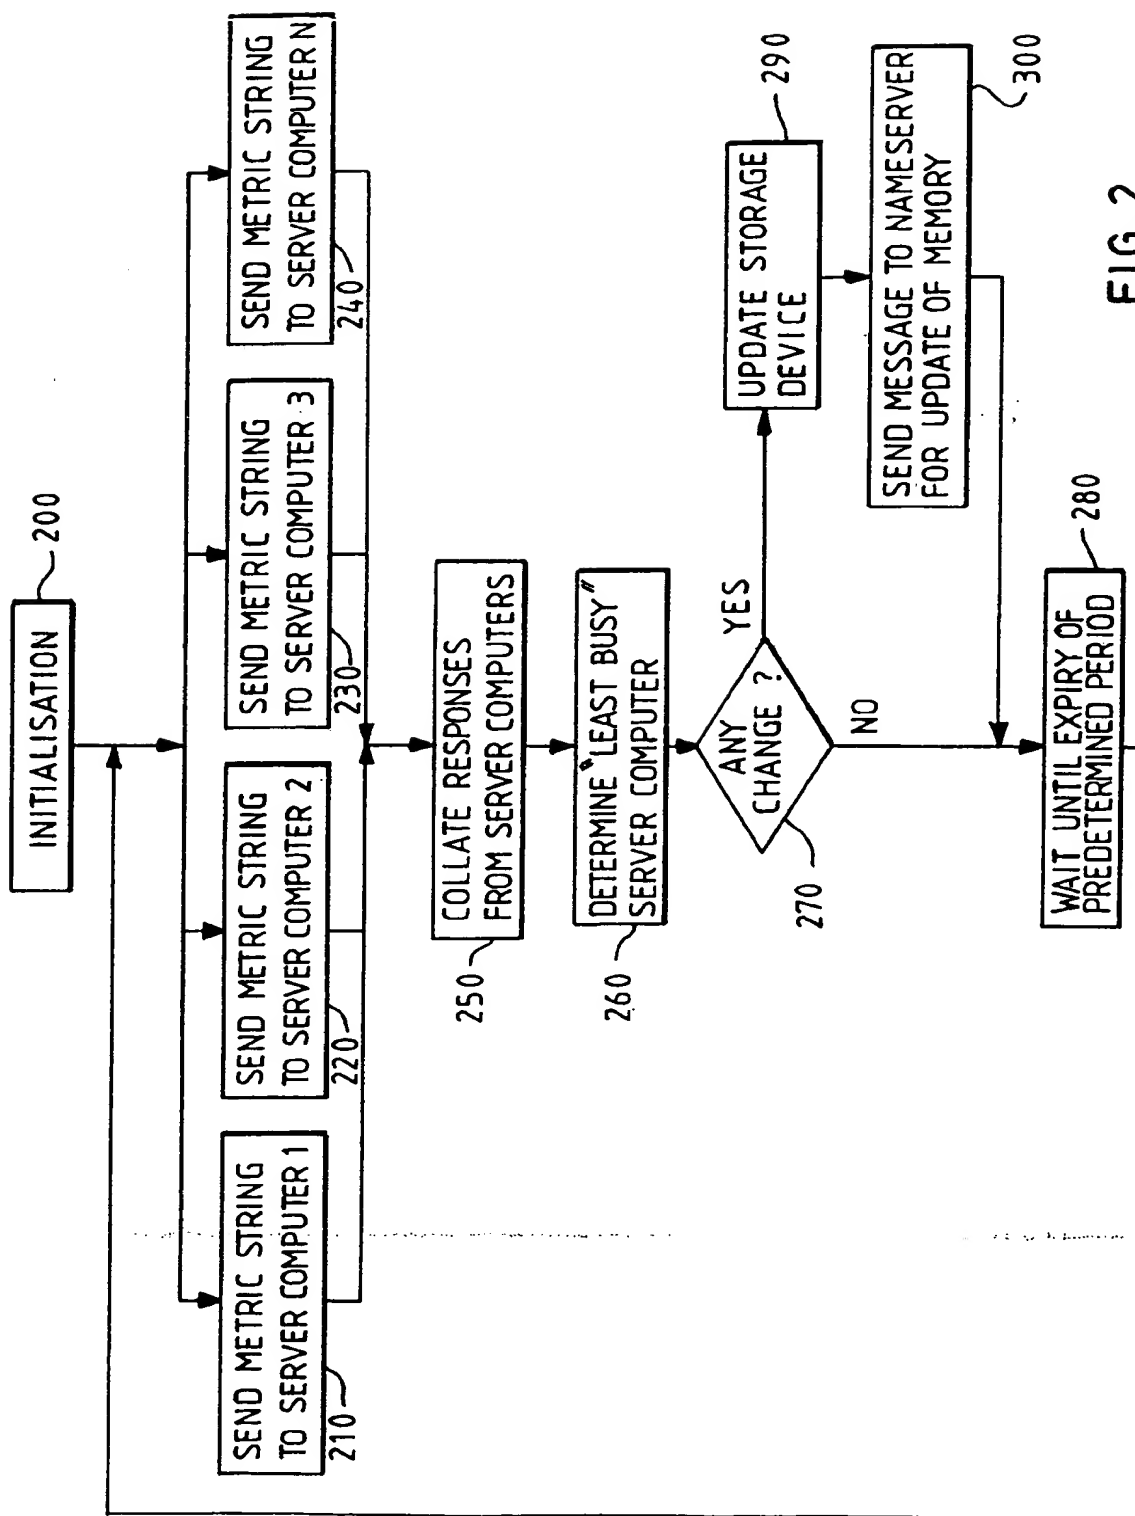 INITIALISATION
200
SEND METRIC STRING
TO SERVER COMPUTER 1
210
SEND METRIC STRING
TO SERVER COMPUTER 2
220
SEND METRIC STRING
TO SERVER COMPUTER 3
230
SEND METRIC STRING
TO SERVER COMPUTER N
240
COLLATE RESPONSES
FROM SERVER COMPUTERS
250
DETERMINE "LEAST BUSY"
SERVER COMPUTER
260
ANY
CHANGE ?
270
YES
NO
UPDATE STORAGE
DEVICE
290
SEND MESSAGE TO NAMESERVER
FOR UPDATE OF MEMORY
300
WAIT UNTIL EXPIRY OF
PREDETERMINED PERIOD
280
FIG. 2